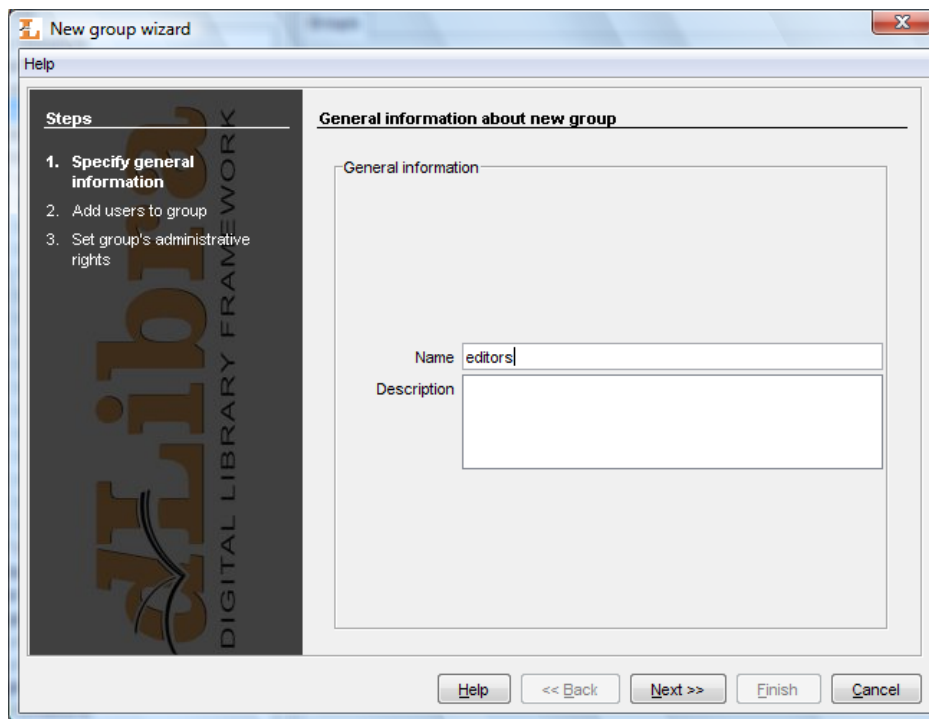 New group wizard
Help
Steps
1. Specify general
information
2. Add users to group
3. Set group's administrative
rights
dLibra
DIGITAL LIBRARY FRAMEWORK
General information about new group
General information
Name editors
Description
Help << Back Next >> Finish Cancel